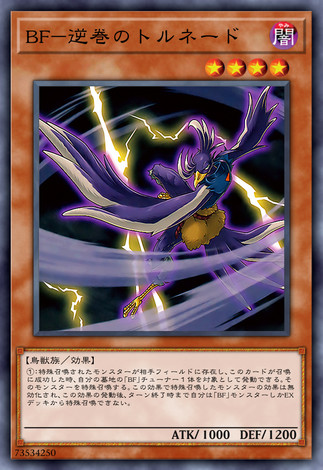 BF－逆巻のトルネード
やみ
闇
【鳥獣族／効果】
①：特殊召喚されたモンスターが相手フィールドに存在し、このカードが召喚
に成功した時、自分の墓地の「BF」チューナー１体を対象として発動できる。そ
のモンスターを特殊召喚する。この効果で特殊召喚したモンスターの効果は無
効化され、この効果の発動後、ターン終了時まで自分は「BF」モンスターしかEX
デッキから特殊召喚できない。
ATK/1000 DEF/1200
73534250